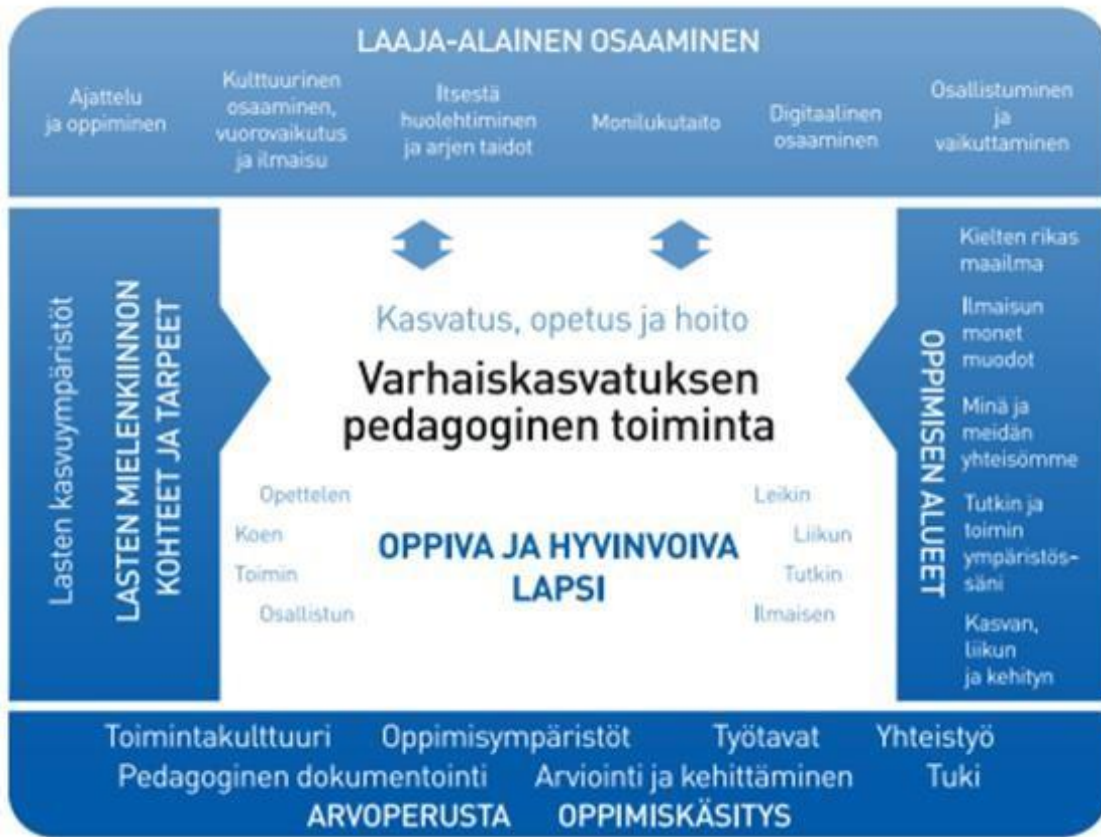 LAAJA-ALAINEN OSAAMINEN
Ajattelu
ja oppiminen
Kulttuurinen
osaaminen,
vuorovaikutus
ja ilmaisu
Itsestä
huolehtiminen
ja arjen taidot
Monilukutaito
Digitaalinen
osaaminen
Osallistuminen
ja
vaikuttaminen
Lasten kasvuympäristöt
LASTEN MIELENKIINNON
KOHTEET JA TARPEET
Kasvatus, opetus ja hoito
Varhaiskasvatuksen
pedagoginen toiminta
Opettelen
Koen
Toimin
Osallistun
OPPIVA JA HYVINVOIVA
LAPSI
Leikin
Liikun
Tutkin
Ilmaisen
OPPIMISEN ALUEET
Kielten rikas
maailma
Ilmaisun
monet
muodot
Minä ja
meidän
yhteisömme
Tutkin ja
toimin
ympäristös-
säni
Kasvan,
liikun
ja kehityn
Toimintakulttuuri Oppimisympäristöt Työtavat Yhteistyö
Pedagoginen dokumentointi Arviointi ja kehittäminen Tuki
ARVOPERUSTA OPPIMISKÄSITYS